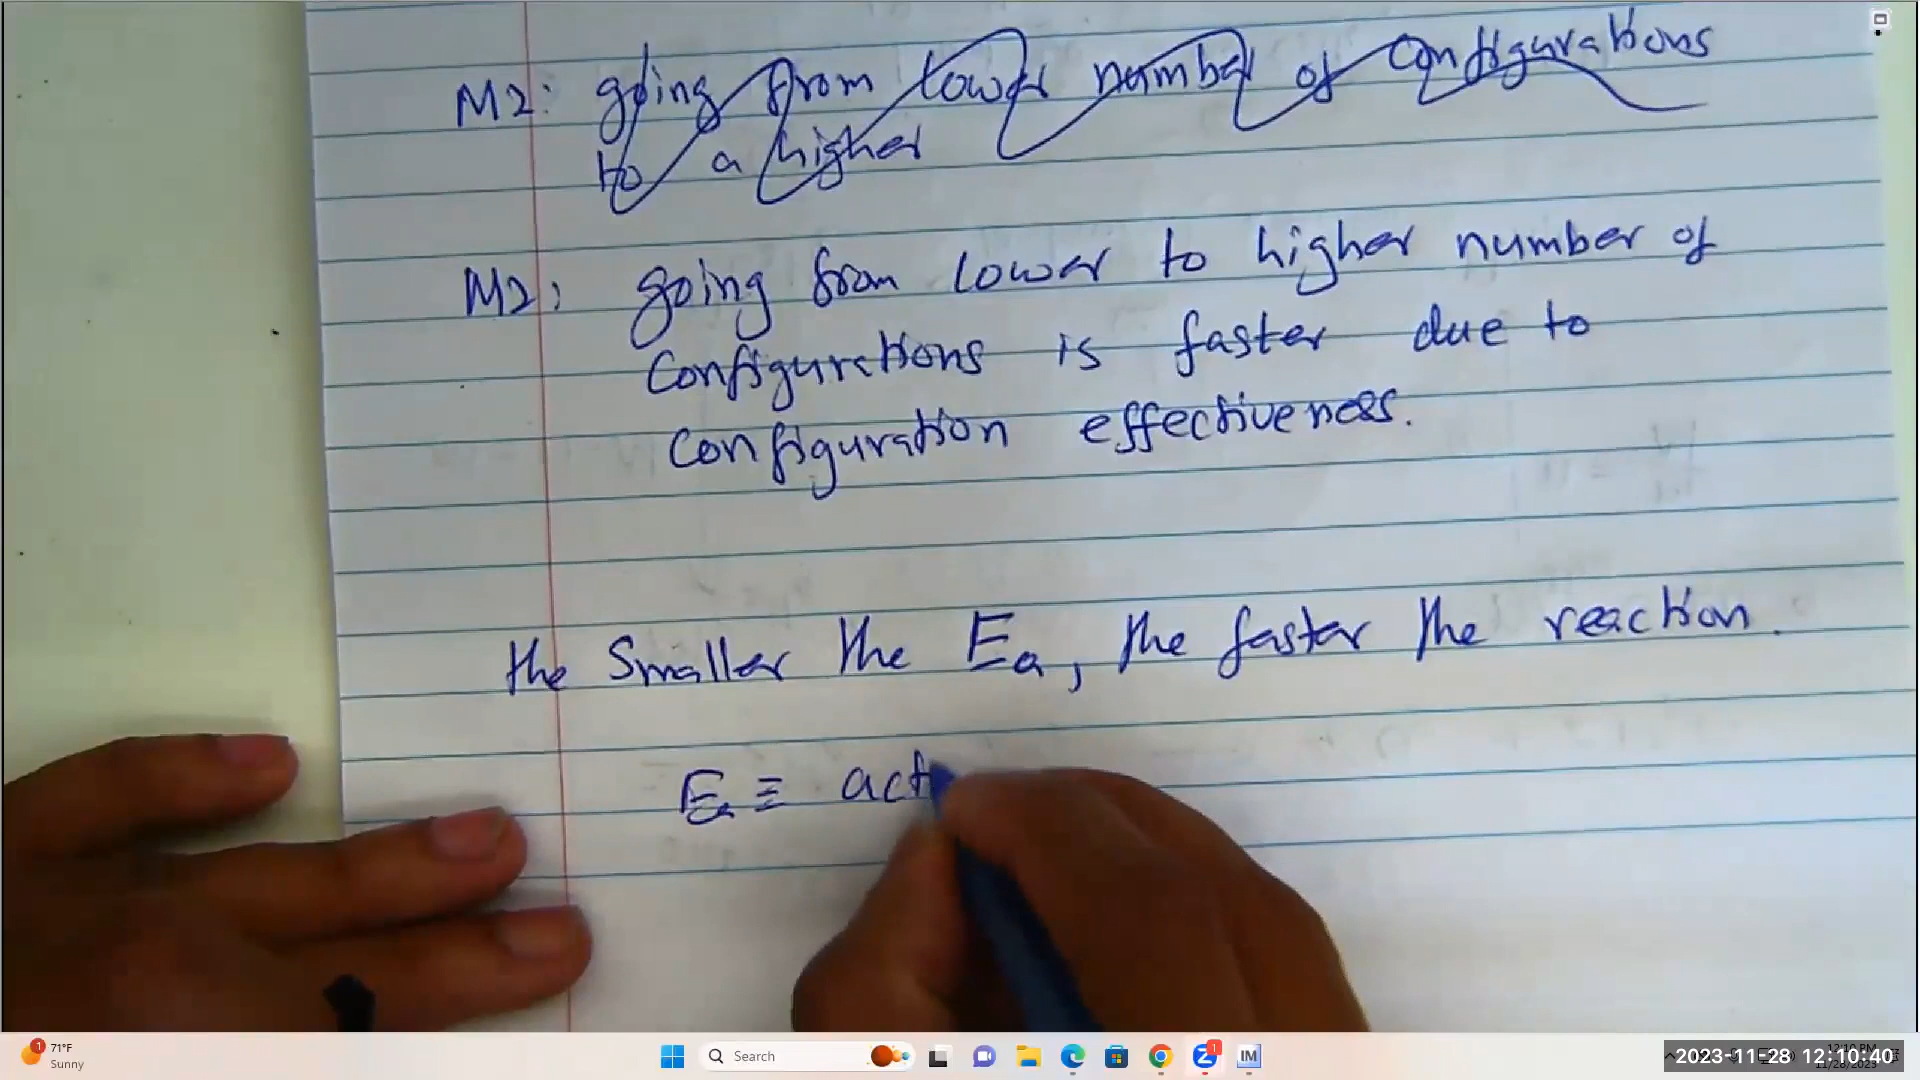 M2: going from lower number of configurations
to a higher
M2: going from lower to higher number of
configurations is faster due to
configuration effectiveness.
the smaller the Ea, the faster the reaction.
Ea ≡ act
71°F
Sunny
Search
2023-11-28 12:10:40